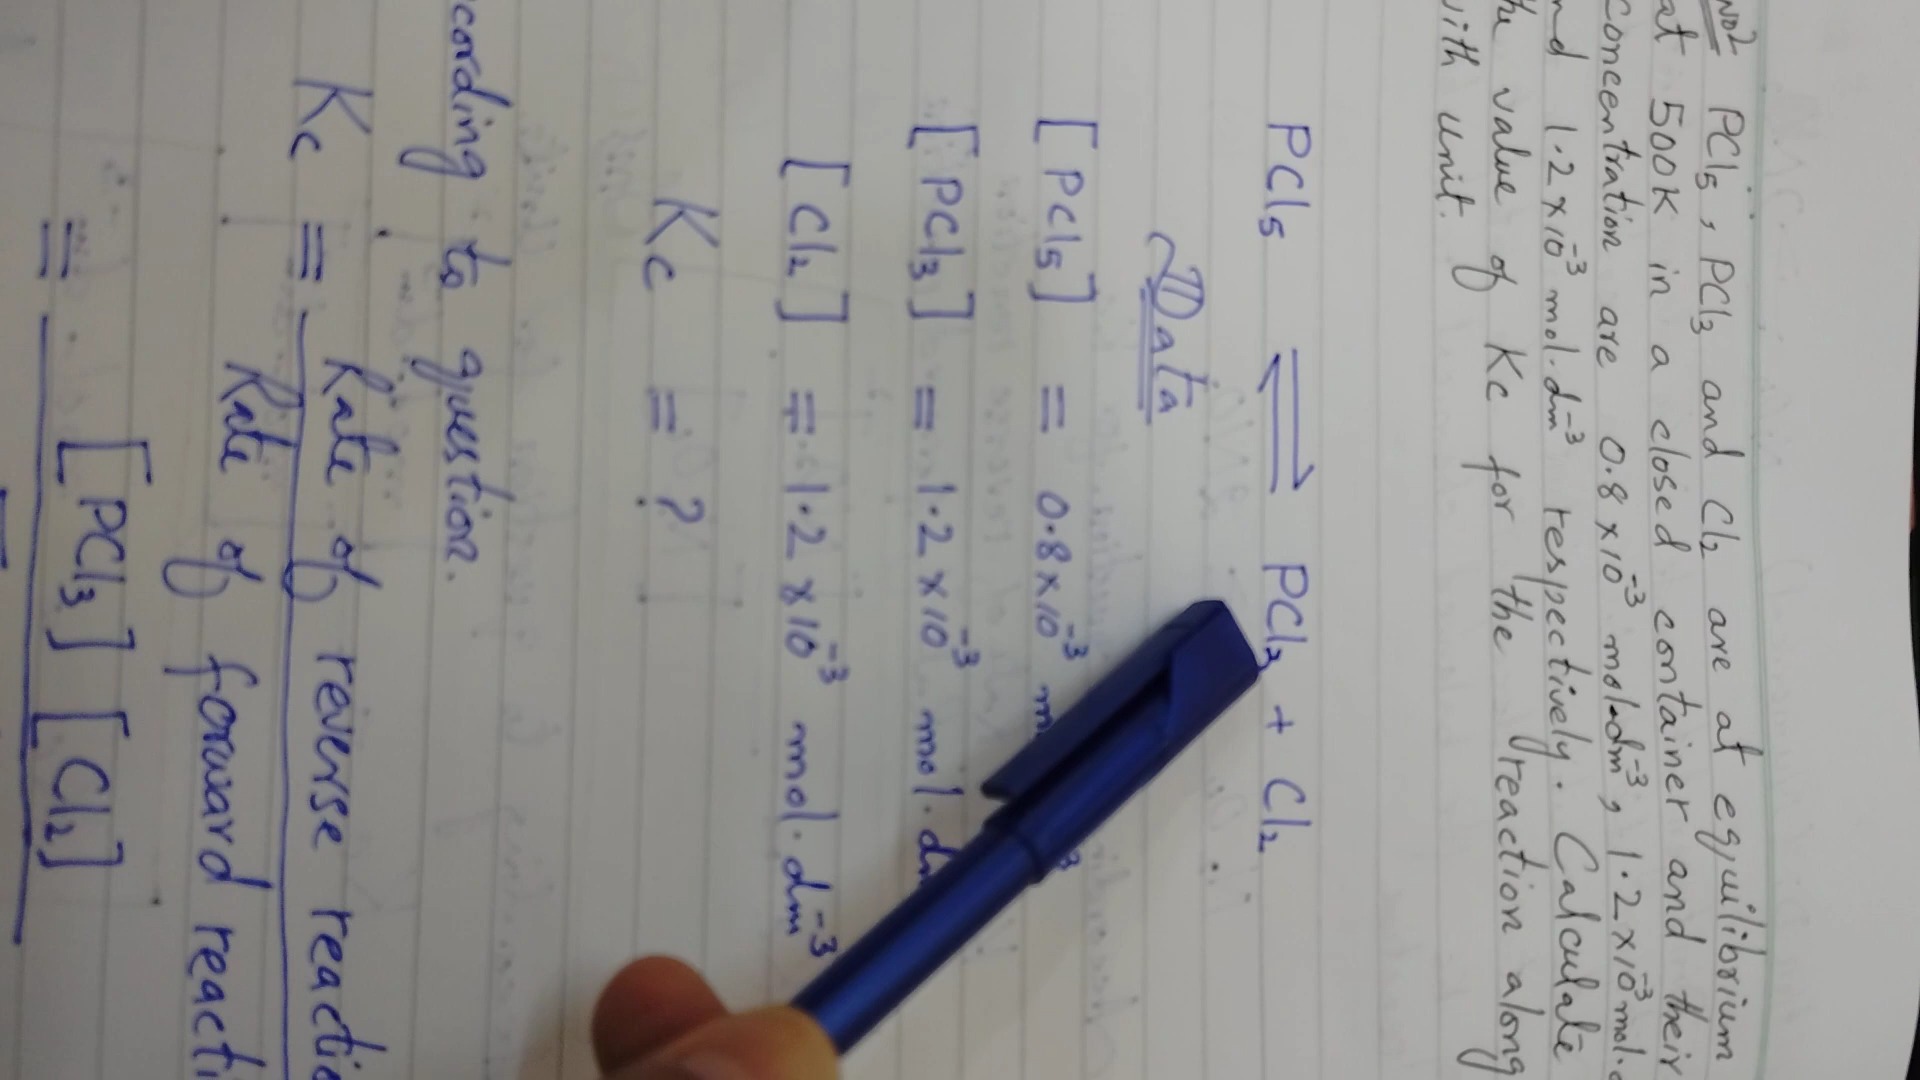 No2 PCl₅, PCl₃ and Cl₂ are at equilibrium
at 500K in a closed container and their
concentration are 0.8×10⁻³ mol.dm⁻³, 1.2×10⁻³ mol.
nd 1.2×10⁻³ mol.dm⁻³ respectively. Calculate
the value of Kc for the reaction along
with unit.
PCl₅ ⇌ PCl₃ + Cl₂
Data
[PCl₅] = 0.8×10⁻³ m
[PCl₃] = 1.2×10⁻³ mol.d
[Cl₂] = 1.2×10⁻³ mol.dm⁻³
Kc = ?
cording to question.
Kc = Rate of reverse reactio
Rate of forward reacti
= [PCl₃] [Cl₂]